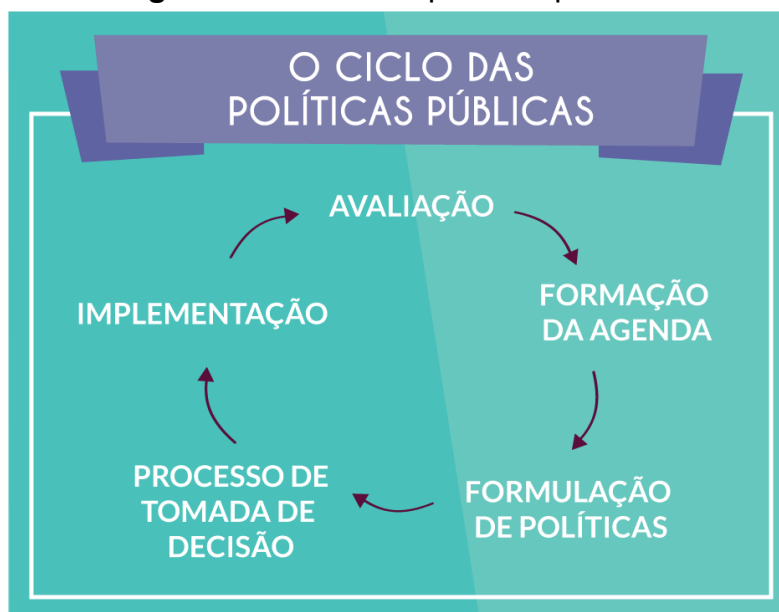 O CICLO DAS
POLÍTICAS PÚBLICAS
AVALIAÇÃO
FORMAÇÃO
DA AGENDA
FORMULAÇÃO
DE POLÍTICAS
PROCESSO DE
TOMADA DE
DECISÃO
IMPLEMENTAÇÃO